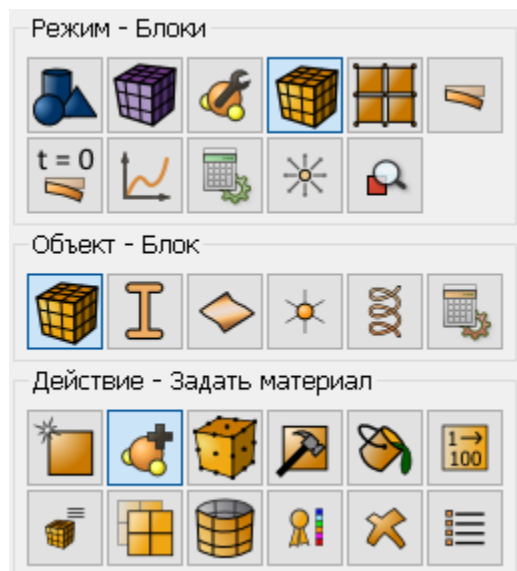 Режим - Блоки
t = 0
Объект - Блок
Действие - Задать материал
1→
100